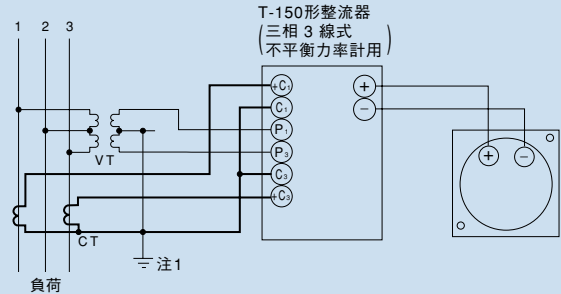 T-150形整流器
(三相3線式
不平衡力率計用)
1 2 3
+C₁
C₁
P₁
P₃
C₃
+C₃
+
−
+ −
VT
CT
注1
負荷